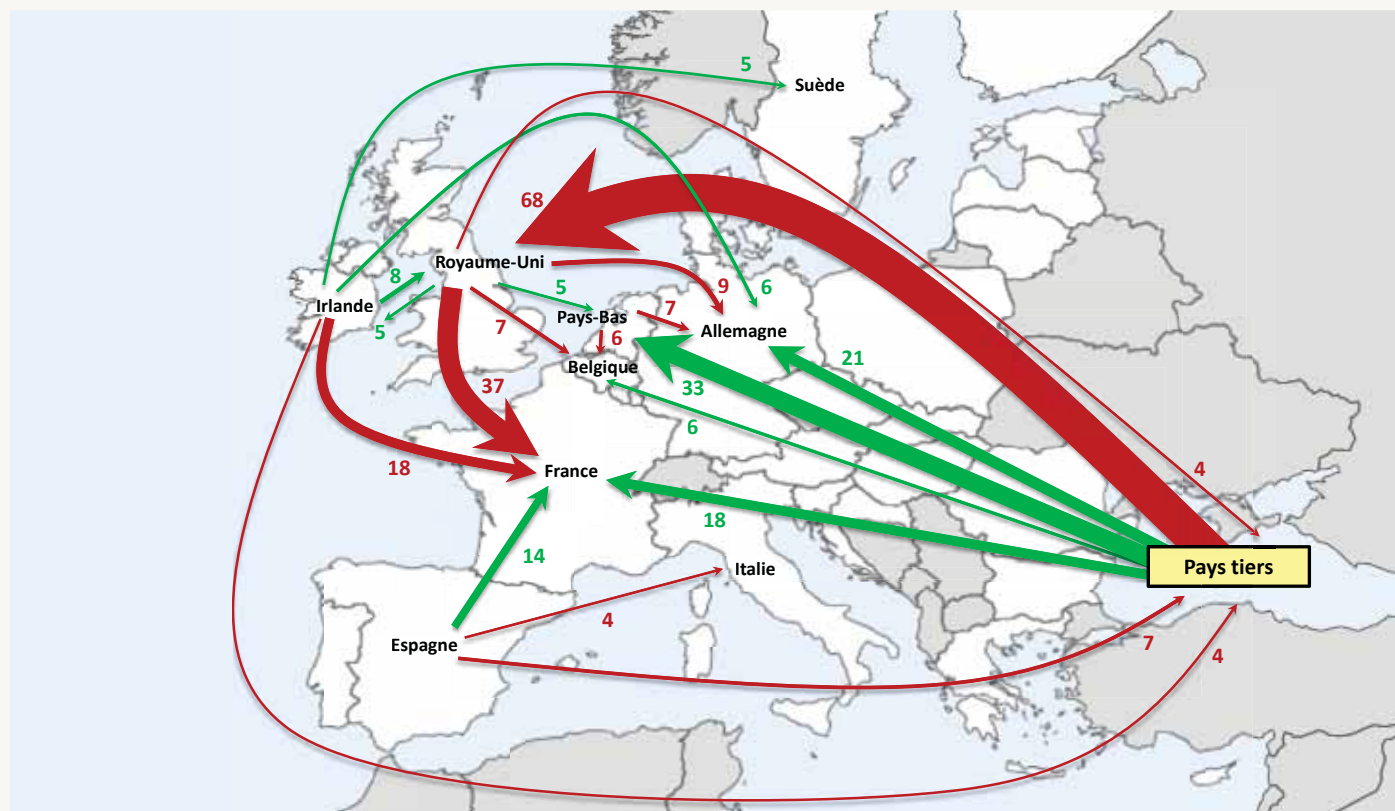 5
Suède
68
Royaume-Uni
8
9
6
Irlande
5
5
Pays-Bas
7
7
Allemagne
6
Belgique
21
37
33
6
18
France
4
18
14
Italie
Pays tiers
4
Espagne
7
4